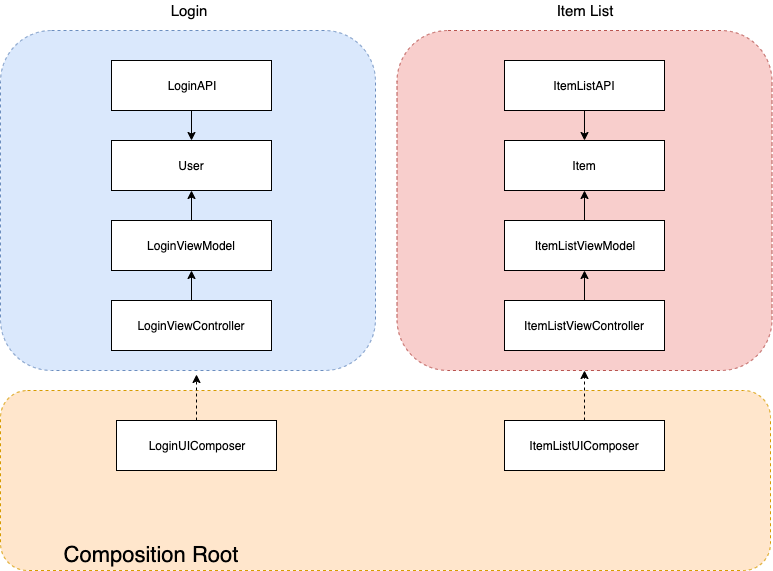 Login
Item List
LoginAPI
ItemListAPI
User
Item
LoginViewModel
ItemListViewModel
LoginViewController
ItemListViewController
LoginUIComposer
ItemListUIComposer
Composition Root